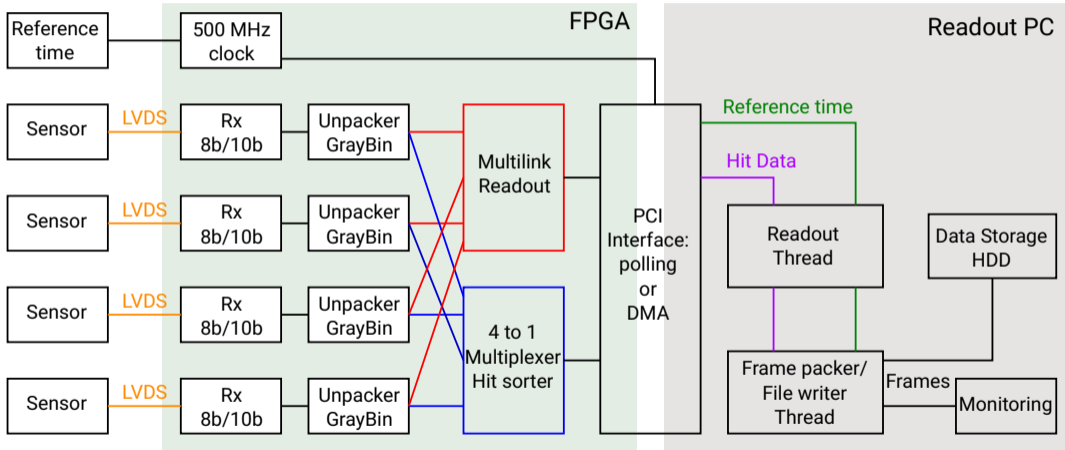 FPGA
Readout PC
Reference
time
500 MHz
clock
Sensor
LVDS
Rx
8b/10b
Unpacker
GrayBin
Sensor
LVDS
Rx
8b/10b
Unpacker
GrayBin
Sensor
LVDS
Rx
8b/10b
Unpacker
GrayBin
Sensor
LVDS
Rx
8b/10b
Unpacker
GrayBin
Multilink
Readout
4 to 1
Multiplexer
Hit sorter
PCI
Interface:
polling
or
DMA
Reference time
Hit Data
Readout
Thread
Data Storage
HDD
Frame packer/
File writer
Thread
Frames
Monitoring